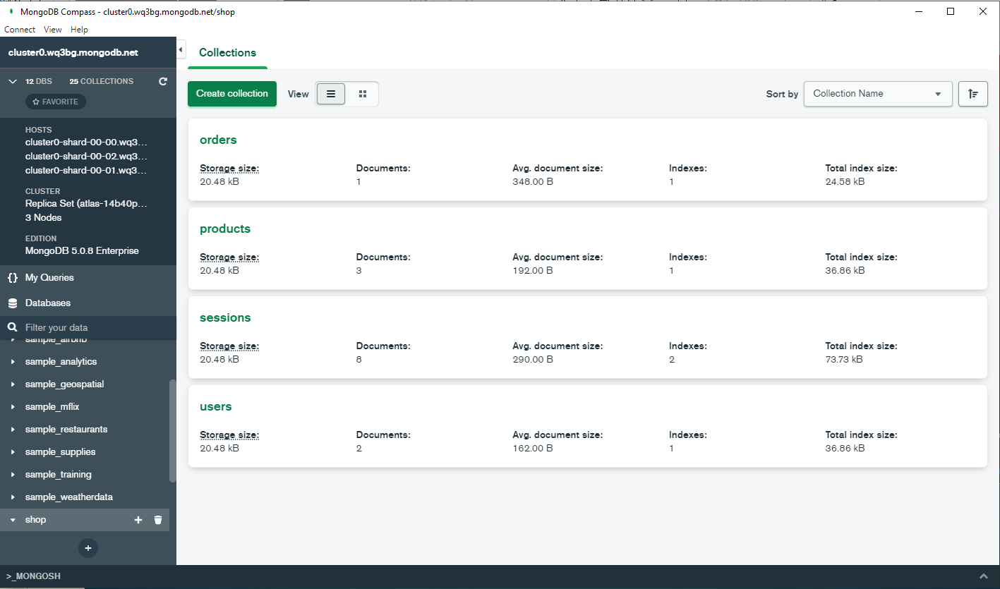 MongoDB Compass - cluster0.wq3bg.mongodb.net/shop
Connect View Help
cluster0.wq3bg.mongodb.net
12 DBS 25 COLLECTIONS
FAVORITE
HOSTS
cluster0-shard-00-00.wq3...
cluster0-shard-00-02.wq3...
cluster0-shard-00-01.wq3...
CLUSTER
Replica Set (atlas-14b40p...
3 Nodes
EDITION
MongoDB 5.0.8 Enterprise
{} My Queries
Databases
Filter your data
sample_airbnb
sample_analytics
sample_geospatial
sample_mflix
sample_restaurants
sample_supplies
sample_training
sample_weatherdata
shop
Collections
Create collection View Sort by Collection Name
orders
Storage size: Documents: Avg. document size: Indexes: Total index size:
20.48 kB 1 348.00 B 1 24.58 kB
products
Storage size: Documents: Avg. document size: Indexes: Total index size:
20.48 kB 3 192.00 B 1 36.86 kB
sessions
Storage size: Documents: Avg. document size: Indexes: Total index size:
20.48 kB 8 290.00 B 2 73.73 kB
users
Storage size: Documents: Avg. document size: Indexes: Total index size:
20.48 kB 2 162.00 B 1 36.86 kB
>_MONGOSH